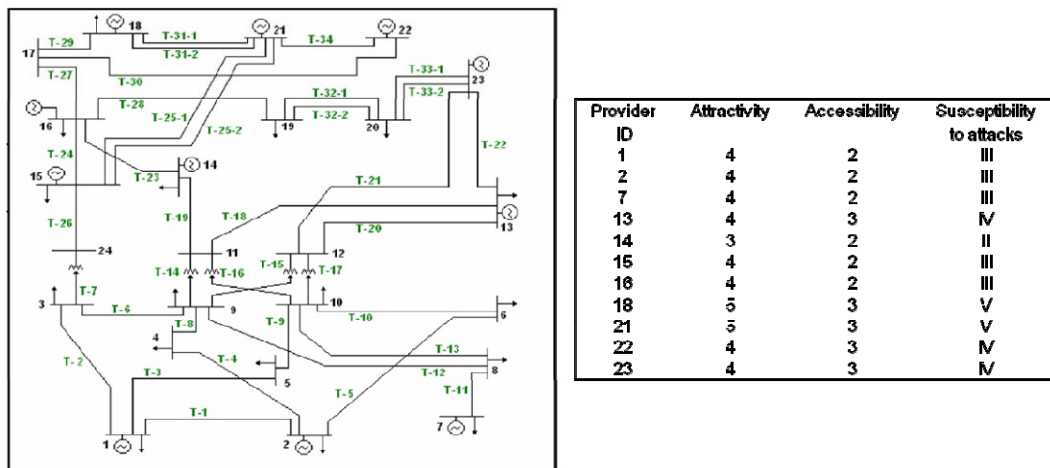 18
21
22
T-29
T-31-1
T-34
17
T-31-2
T-27
T-30
T-33-1
23
T-33-2
T-28
T-32-1
T-25-1
16
T-32-2
19
20
T-25-2
T-24
T-22
14
15
T-23
T-21
T-26
T-19
T-18
T-20
13
24
11
12
T-14
T-16
T-15
T-17
T-7
3
T-6
9
10
T-8
T-9
T-10
6
4
T-2
T-4
T-13
T-3
5
T-12
8
T-5
T-11
T-1
1
2
7
Provider Attractivity Accessibility Susceptibility
ID to attacks
1 4 2 III
2 4 2 III
7 4 2 III
13 4 3 IV
14 3 2 II
15 4 2 III
16 4 2 III
18 5 3 V
21 5 3 V
22 4 3 IV
23 4 3 IV